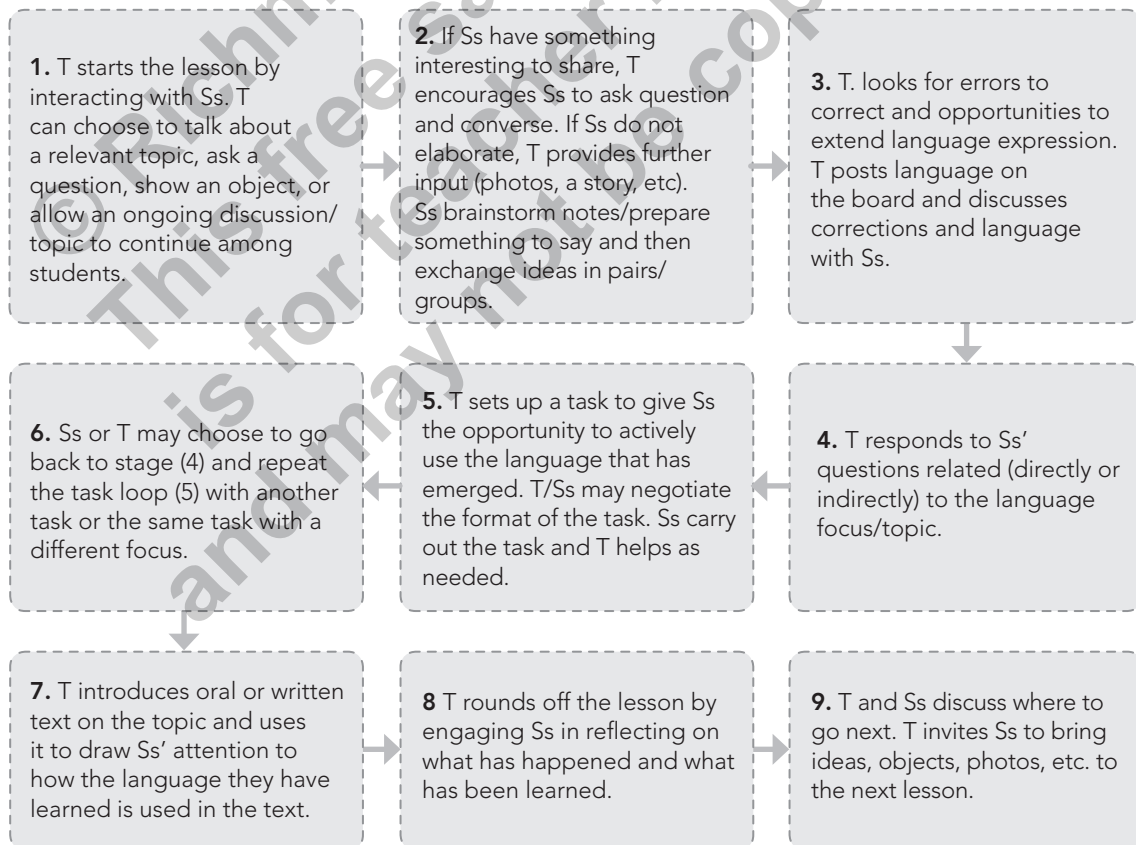 1. T starts the lesson by
interacting with Ss. T
can choose to talk about
a relevant topic, ask a
question, show an object, or
allow an ongoing discussion/
topic to continue among
students.
2. If Ss have something
interesting to share, T
encourages Ss to ask question
and converse. If Ss do not
elaborate, T provides further
input (photos, a story, etc).
Ss brainstorm notes/prepare
something to say and then
exchange ideas in pairs/
groups.
3. T. looks for errors to
correct and opportunities to
extend language expression.
T posts language on
the board and discusses
corrections and language
with Ss.
4. T responds to Ss'
questions related (directly or
indirectly) to the language
focus/topic.
5. T sets up a task to give Ss
the opportunity to actively
use the language that has
emerged. T/Ss may negotiate
the format of the task. Ss carry
out the task and T helps as
needed.
6. Ss or T may choose to go
back to stage (4) and repeat
the task loop (5) with another
task or the same task with a
different focus.
7. T introduces oral or written
text on the topic and uses
it to draw Ss' attention to
how the language they have
learned is used in the text.
8 T rounds off the lesson by
engaging Ss in reflecting on
what has happened and what
has been learned.
9. T and Ss discuss where to
go next. T invites Ss to bring
ideas, objects, photos, etc. to
the next lesson.
©
This free
is for teacher
and may not be